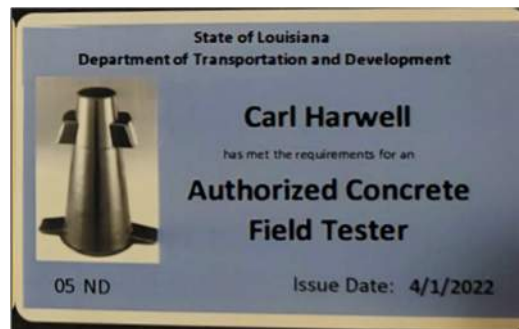 State of Louisiana
Department of Transportation and Development
Carl Harwell
has met the requirements for an
Authorized Concrete
Field Tester
05 ND
Issue Date: 4/1/2022